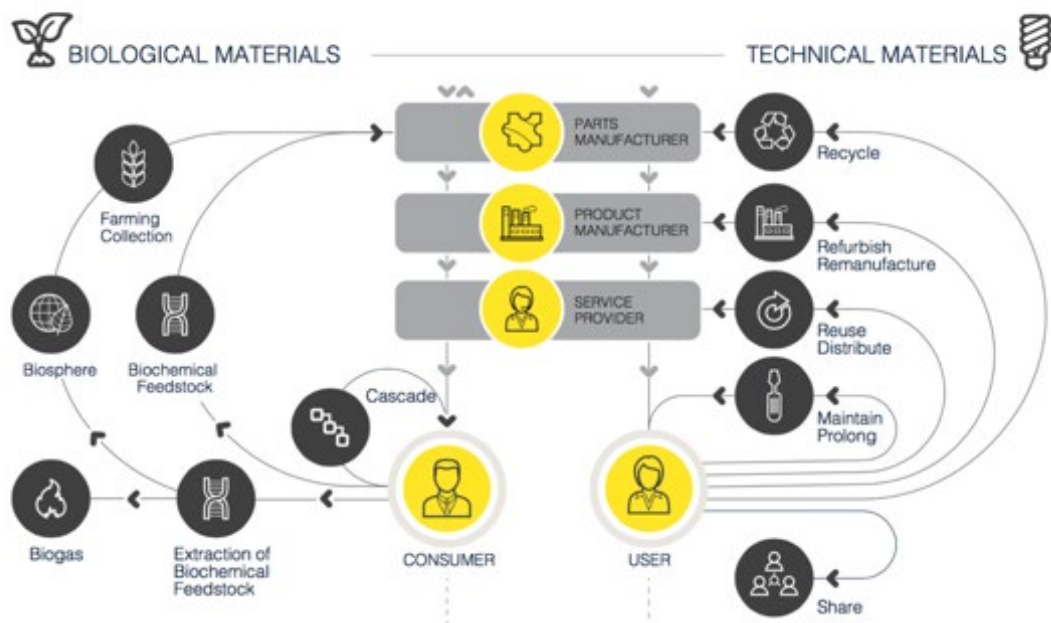 BIOLOGICAL MATERIALS
TECHNICAL MATERIALS
PARTS
MANUFACTURER
Recycle
Farming
Collection
PRODUCT
MANUFACTURER
Refurbish
Remanufacture
SERVICE
PROVIDER
Reuse
Distribute
Biosphere
Biochemical
Feedstock
Cascade
Maintain
Prolong
Biogas
Extraction of
Biochemical
Feedstock
CONSUMER
USER
Share